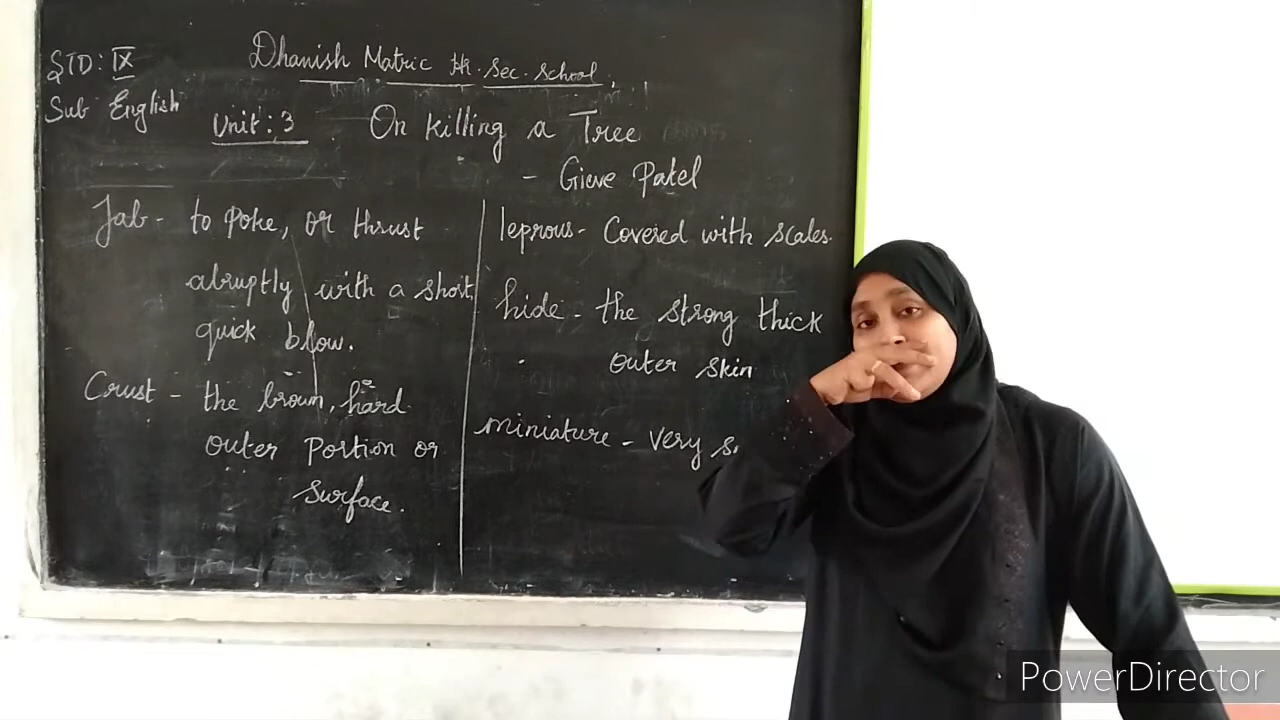 STD: IX
Dhanish Matric Hr. Sec. School,
Sub English
Unit: 3
On killing a Tree
- Gieve Patel
Jab - to poke, or thrust
abruptly with a short,
quick blow.
Crust - the brown, hard
outer portion or
surface.
leprous - Covered with scales.
hide - the strong thick
outer skin
miniature - very
PowerDirector